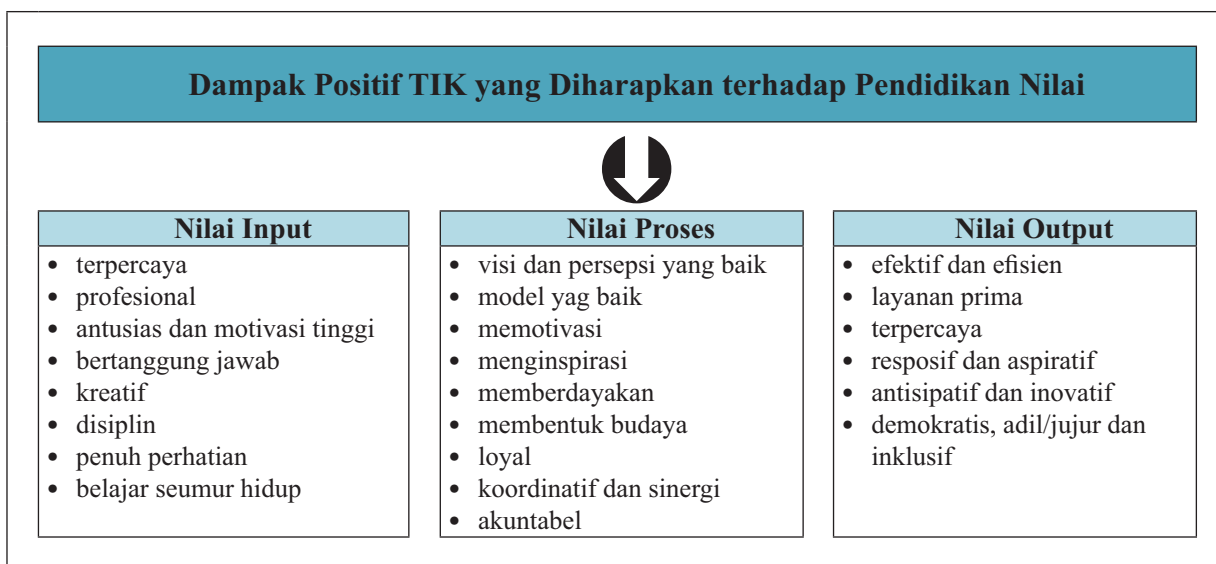 Dampak Positif TIK yang Diharapkan terhadap Pendidikan Nilai
Nilai Input
• terpercaya
• profesional
• antusias dan motivasi tinggi
• bertanggung jawab
• kreatif
• disiplin
• penuh perhatian
• belajar seumur hidup
Nilai Proses
• visi dan persepsi yang baik
• model yag baik
• memotivasi
• menginspirasi
• memberdayakan
• membentuk budaya
• loyal
• koordinatif dan sinergi
• akuntabel
Nilai Output
• efektif dan efisien
• layanan prima
• terpercaya
• resposif dan aspiratif
• antisipatif dan inovatif
• demokratis, adil/jujur dan
inklusif